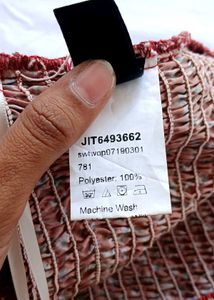 JIT6493662
swtwop07190301
781
Polyester: 100%
Machine Wash